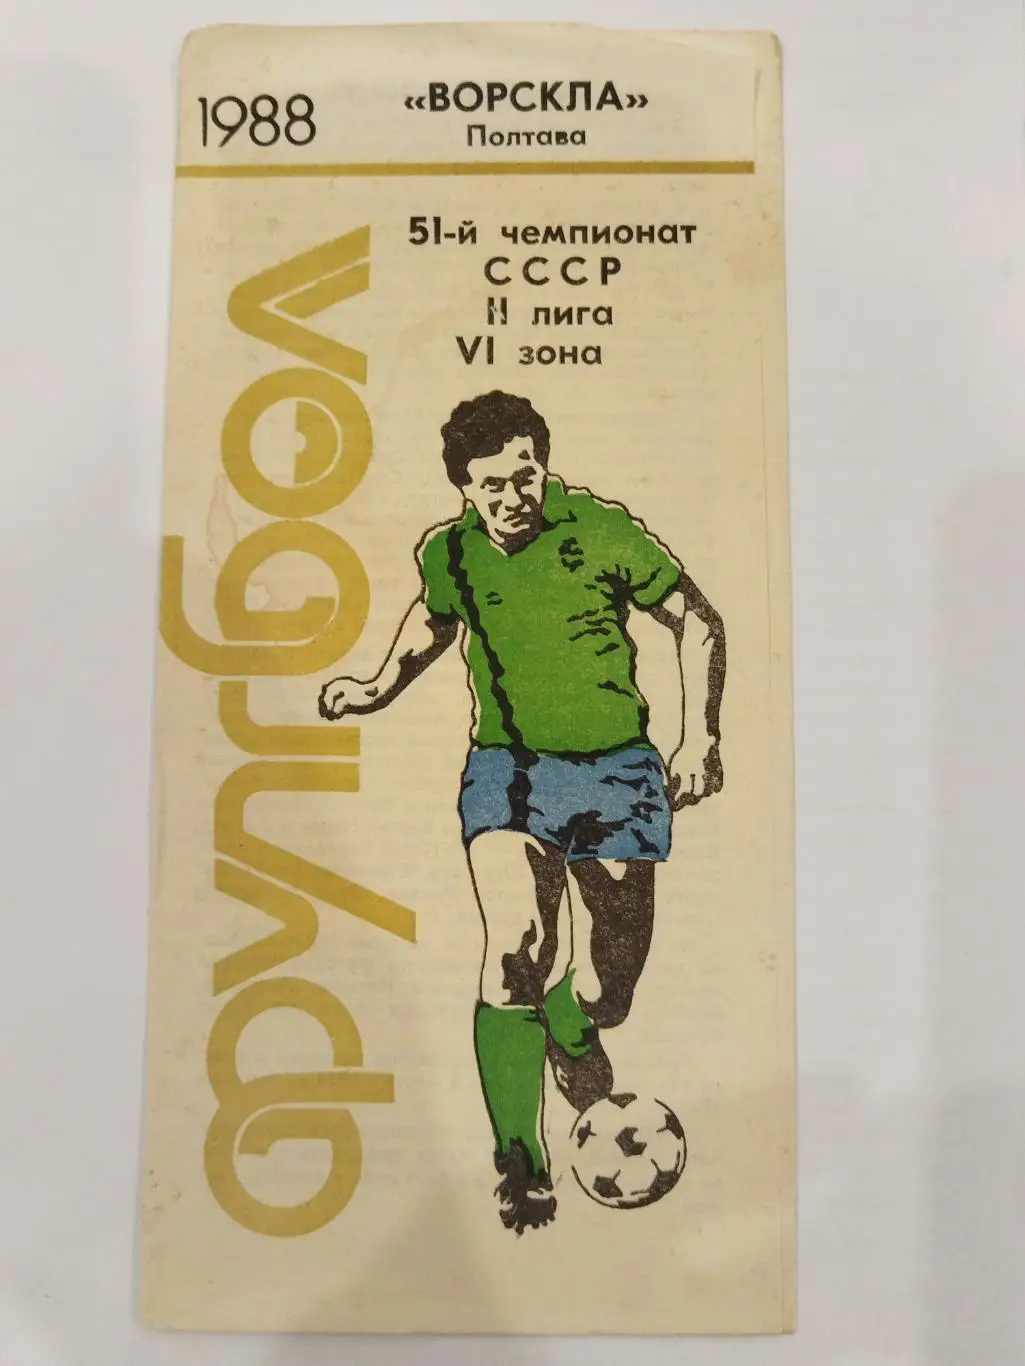 1988
«ВОРСКЛА»
Полтава
51-й чемпионат
СССР
II лига
VI зона
футбол